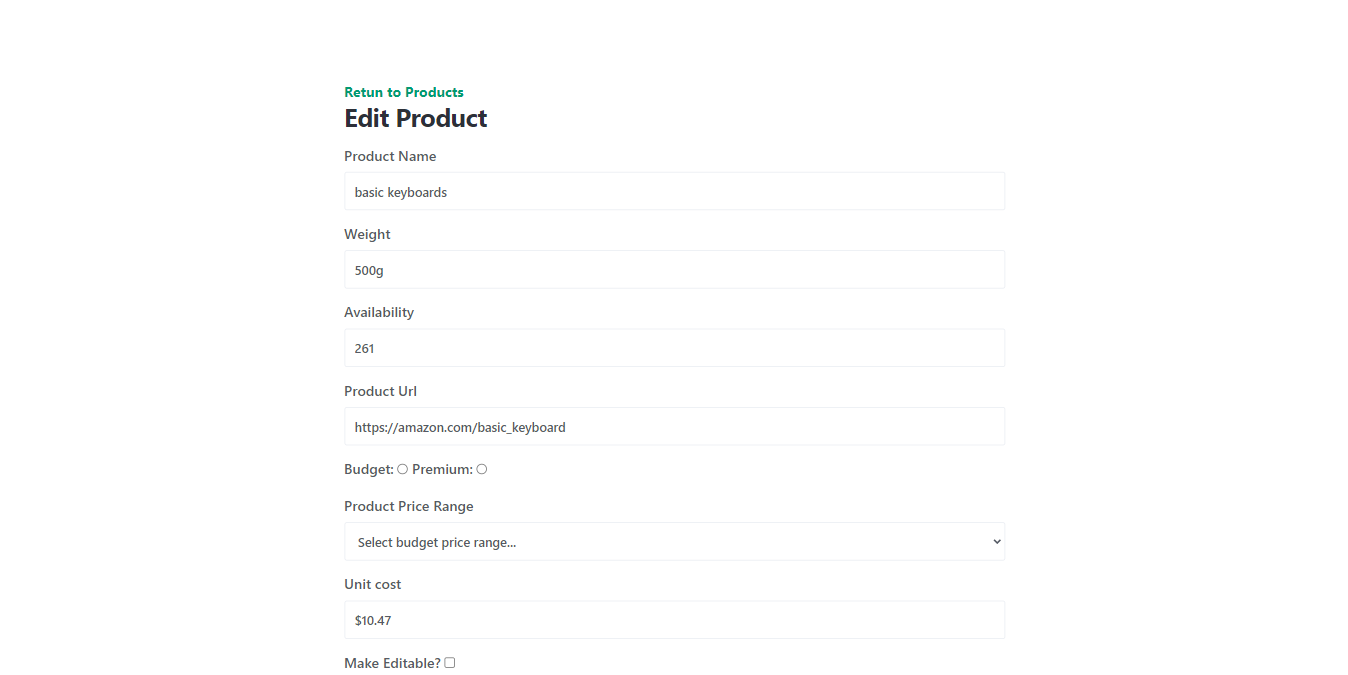 Retun to Products
Edit Product
Product Name
basic keyboards
Weight
500g
Availability
261
Product Url
https://amazon.com/basic_keyboard
Budget: Premium:
Product Price Range
Select budget price range...
Unit cost
$10.47
Make Editable?